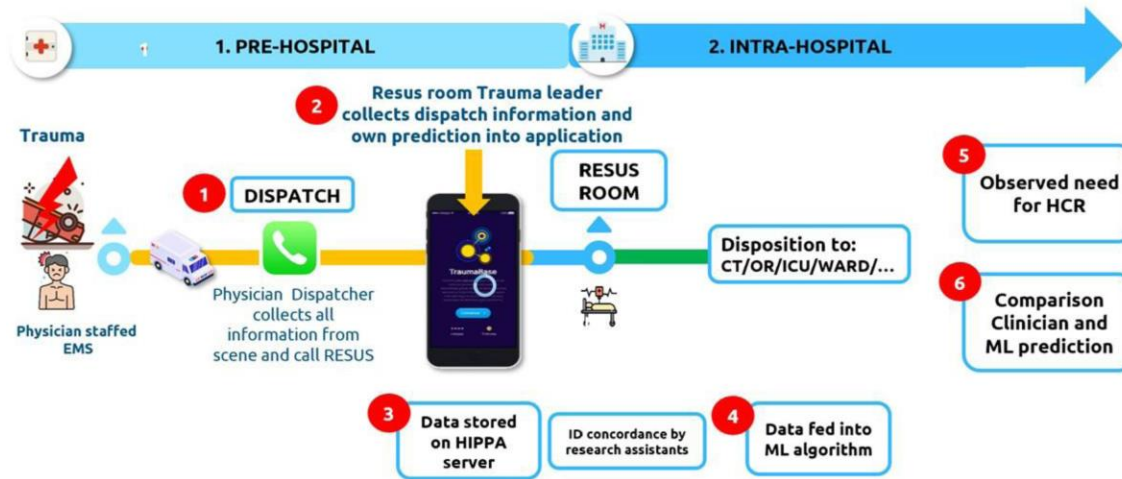 1. PRE-HOSPITAL
2. INTRA-HOSPITAL
2
Resus room Trauma leader
collects dispatch information and
own prediction into application
Trauma
Physician staffed
EMS
1
DISPATCH
Physician Dispatcher
collects all
information from
scene and call RESUS
TraumaBase
RESUS
ROOM
Disposition to:
CT/OR/ICU/WARD/...
5
Observed need
for HCR
6
Comparison
Clinician and
ML prediction
3
Data stored
on HIPPA
server
ID concordance by
research assistants
4
Data fed into
ML algorithm